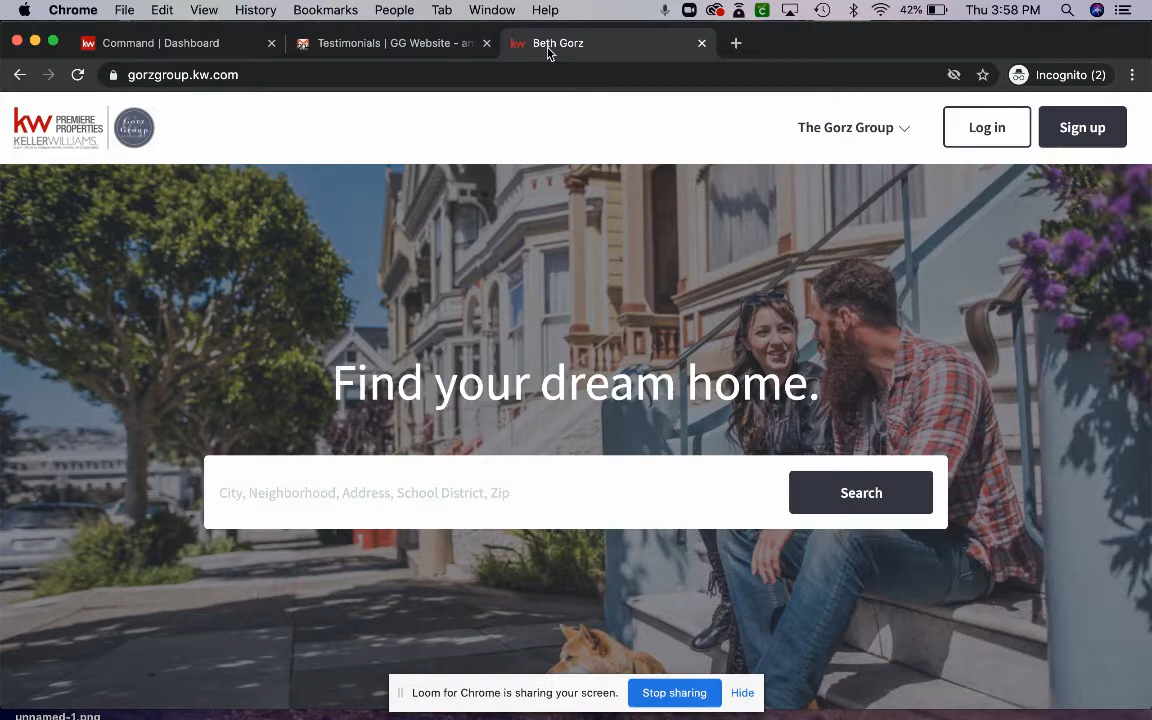 Chrome File Edit View History Bookmarks People Tab Window Help 42% Thu 3:58 PM
Command | Dashboard
Testimonials | GG Website - an
Beth Gorz
gorzgroup.kw.com
Incognito (2)
kw PREMIERE PROPERTIES
KELLERWILLIAMS.
Gorz Group
The Gorz Group
Log in
Sign up
Find your dream home.
City, Neighborhood, Address, School District, Zip
Search
Loom for Chrome is sharing your screen.
Stop sharing
Hide
unnamed-1.png